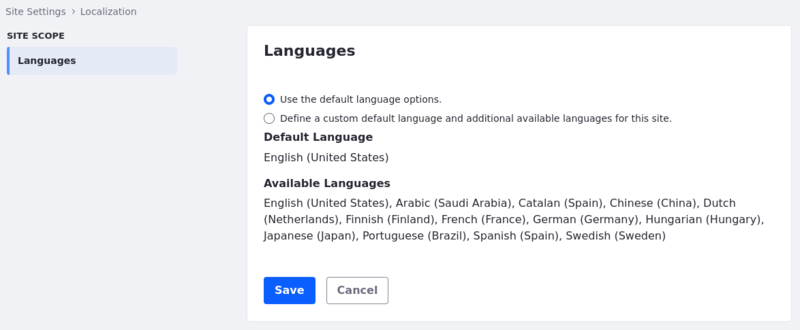 Site Settings > Localization
SITE SCOPE
Languages
Languages
Use the default language options.
Define a custom default language and additional available languages for this site.
Default Language
English (United States)
Available Languages
English (United States), Arabic (Saudi Arabia), Catalan (Spain), Chinese (China), Dutch
(Netherlands), Finnish (Finland), French (France), German (Germany), Hungarian (Hungary),
Japanese (Japan), Portuguese (Brazil), Spanish (Spain), Swedish (Sweden)
Save Cancel